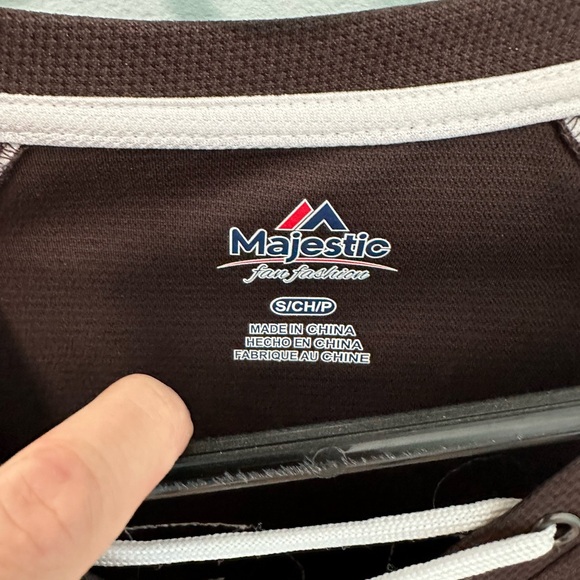 Majestic
fan fashion
S/CH/P
MADE IN CHINA
HECHO EN CHINA
FABRIQUE AU CHINE